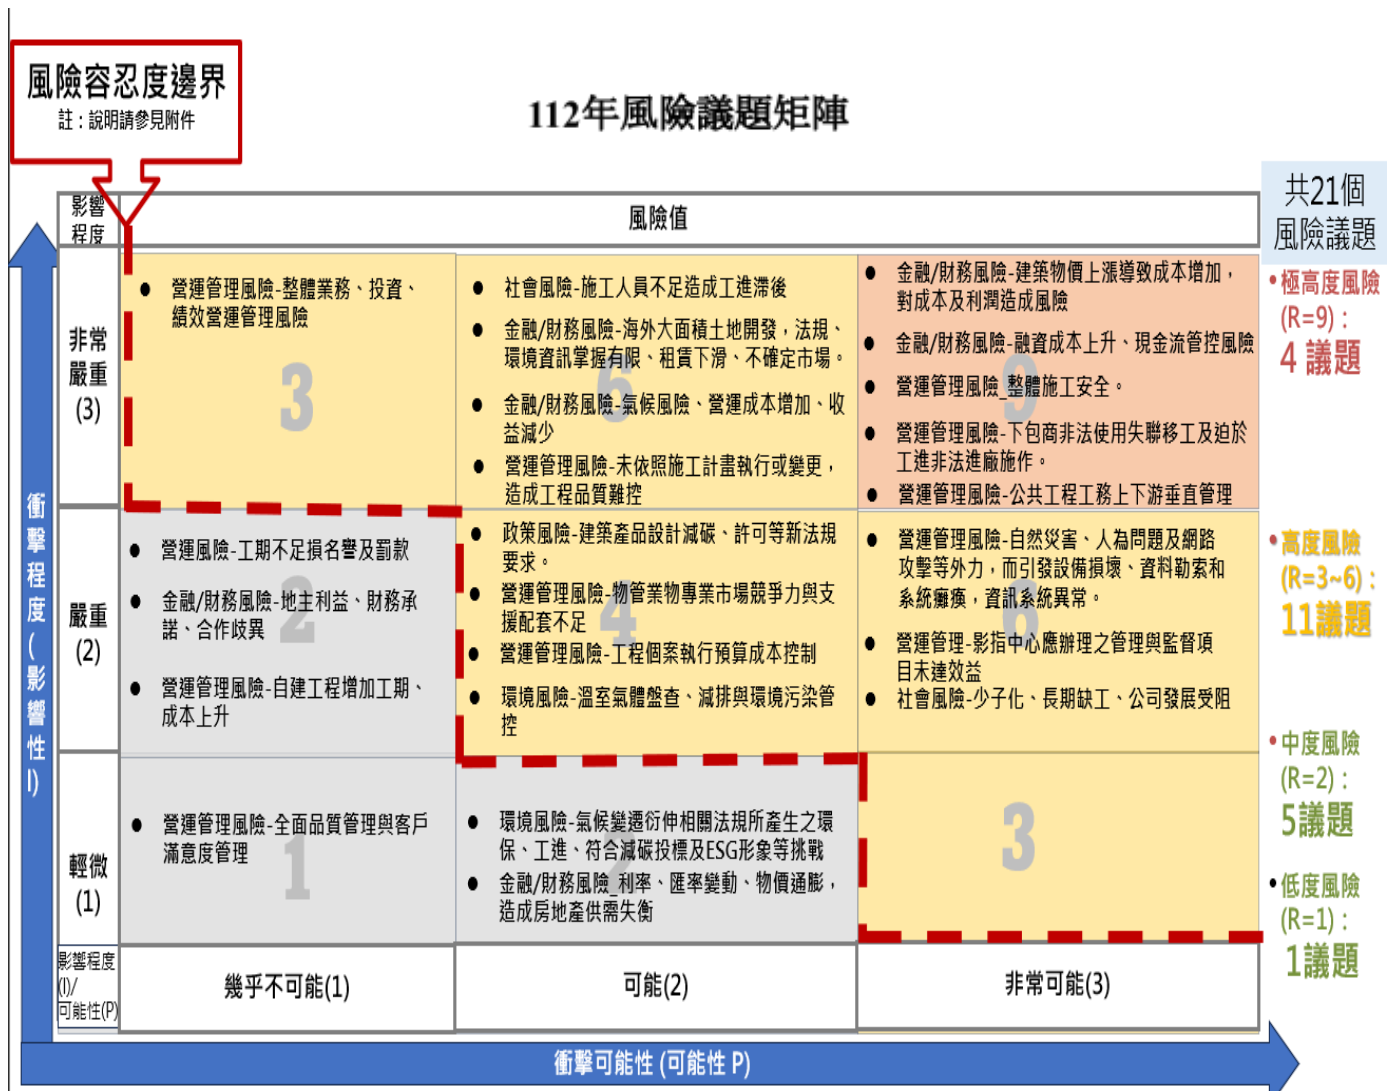 風險容忍度邊界
註：說明請參見附件
112年風險議題矩陣
影響
程度
風險值
共21個
風險議題
非常
嚴重
(3)
● 營運管理風險-整體業務、投資、
績效營運管理風險
3
● 社會風險-施工人員不足造成工進滯後
● 金融/財務風險-海外大面積土地開發，法規、
環境資訊掌握有限、租賃下滑、不確定市場。
● 金融/財務風險-氣候風險、營運成本增加、收
益減少
● 營運管理風險-未依照施工計畫執行或變更，
造成工程品質難控
6
● 金融/財務風險-建築物價上漲導致成本增加，
對成本及利潤造成風險
● 金融/財務風險-融資成本上升、現金流管控風險
● 營運管理風險_整體施工安全。
● 營運管理風險-下包商非法使用失聯移工及迫於
工進非法進廠施作。
● 營運管理風險-公共工程工務上下游垂直管理
9
嚴重
(2)
● 營運風險-工期不足損名譽及罰款
● 金融/財務風險-地主利益、財務承
諾、合作歧異
● 營運管理風險-自建工程增加工期、
成本上升
2
● 政策風險-建築產品設計減碳、許可等新法規
要求。
● 營運管理風險-物管業物專業市場競爭力與支
援配套不足
● 營運管理風險-工程個案執行預算成本控制
● 環境風險-溫室氣體盤查、減排與環境污染管
控
4
● 營運管理風險-自然災害、人為問題及網路
攻擊等外力，而引發設備損壞、資料勒索和
系統癱瘓，資訊系統異常。
● 營運管理-影指中心應辦理之管理與監督項
目未達效益
● 社會風險-少子化、長期缺工、公司發展受阻
6
輕微
(1)
● 營運管理風險-全面品質管理與客戶
滿意度管理
1
● 環境風險-氣候變遷衍伸相關法規所產生之環
保、工進、符合減碳投標及ESG形象等挑戰
● 金融/財務風險_利率、匯率變動、物價通膨，
造成房地產供需失衡
2
3
影響程度
(I)/
可能性(P)
幾乎不可能(1)
可能(2)
非常可能(3)
衝擊程度(影響性I)
衝擊可能性 (可能性 P)
•極高度風險
(R=9)：
4 議題
•高度風險
(R=3~6)：
11議題
•中度風險
(R=2)：
5議題
•低度風險
(R=1)：
1議題